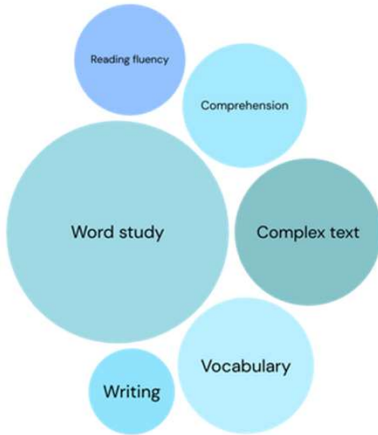 Reading fluency
Comprehension
Word study
Complex text
Vocabulary
Writing